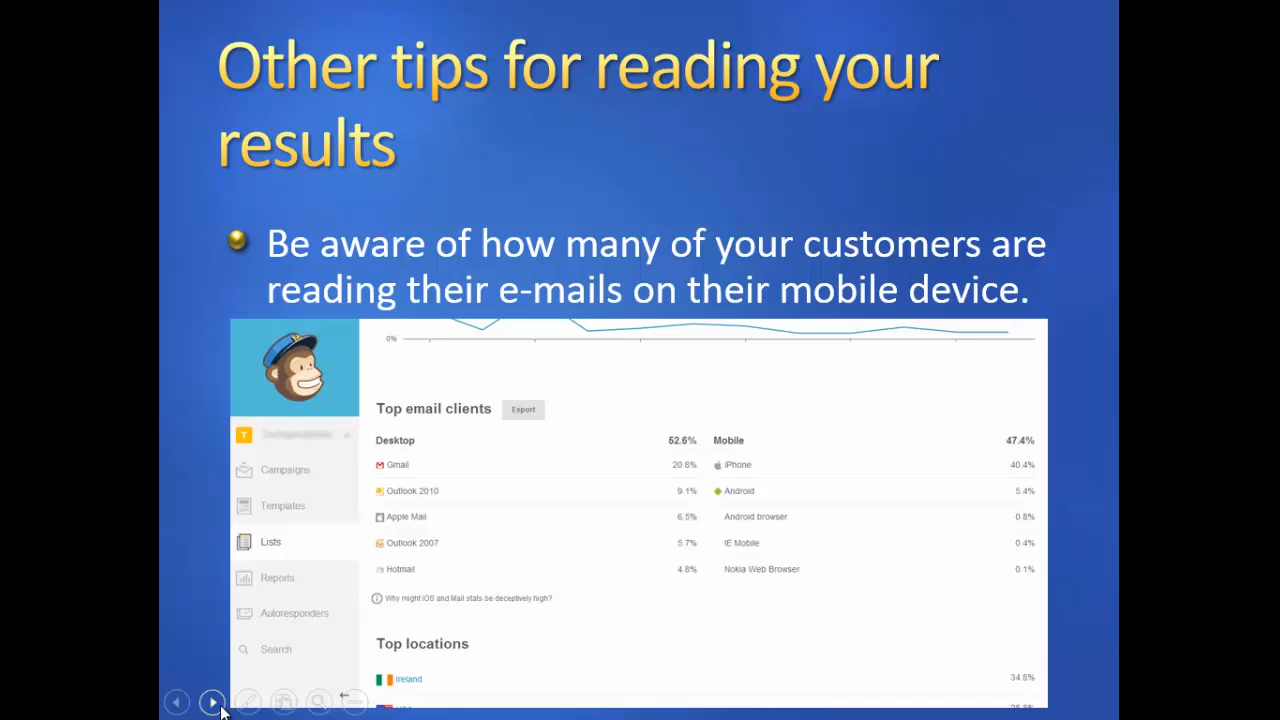 Other tips for reading your
results
Be aware of how many of your customers are
reading their e-mails on their mobile device.
0%
Top email clients Export
Desktop 52.6% Mobile 47.4%
Gmail 20.8% iPhone 40.4%
Outlook 2010 9.1% Android 5.4%
Apple Mail 6.5% Android browser 0.8%
Outlook 2007 5.7% IE Mobile 0.4%
Hotmail 4.8% Nokia Web Browser 0.1%
Why might iOS and Mail stats be deceptively high?
Top locations
Ireland 34.8%
T
Campaigns
Templates
Lists
Reports
Autoresponders
Search